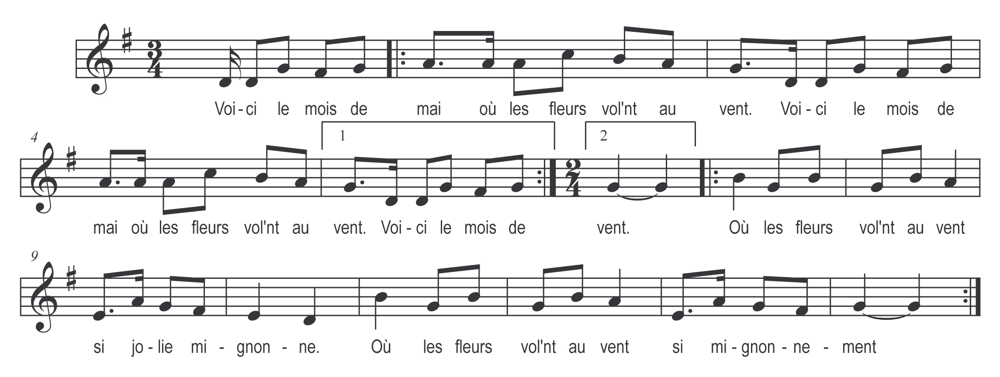 3 4
Voi - ci le mois de mai où les fleurs vol'nt au vent. Voi - ci le mois de
4 1 2
2 4
mai où les fleurs vol'nt au vent. Voi - ci le mois de vent. Où les fleurs vol'nt au vent
9
si jo - lie mi - gnon - ne. Où les fleurs vol'nt au vent si mi - gnon - ne - ment